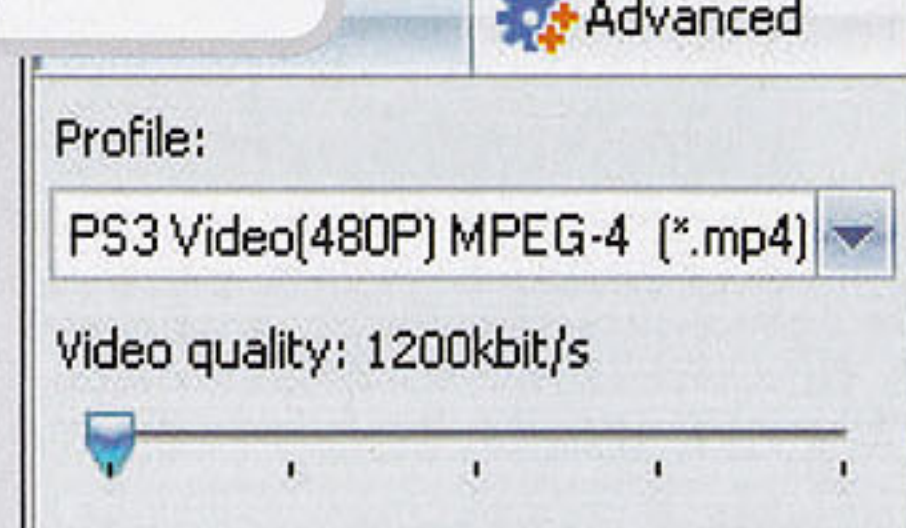 Advanced
Profile:
PS3 Video(480P) MPEG-4 (*.mp4)
Video quality: 1200kbit/s